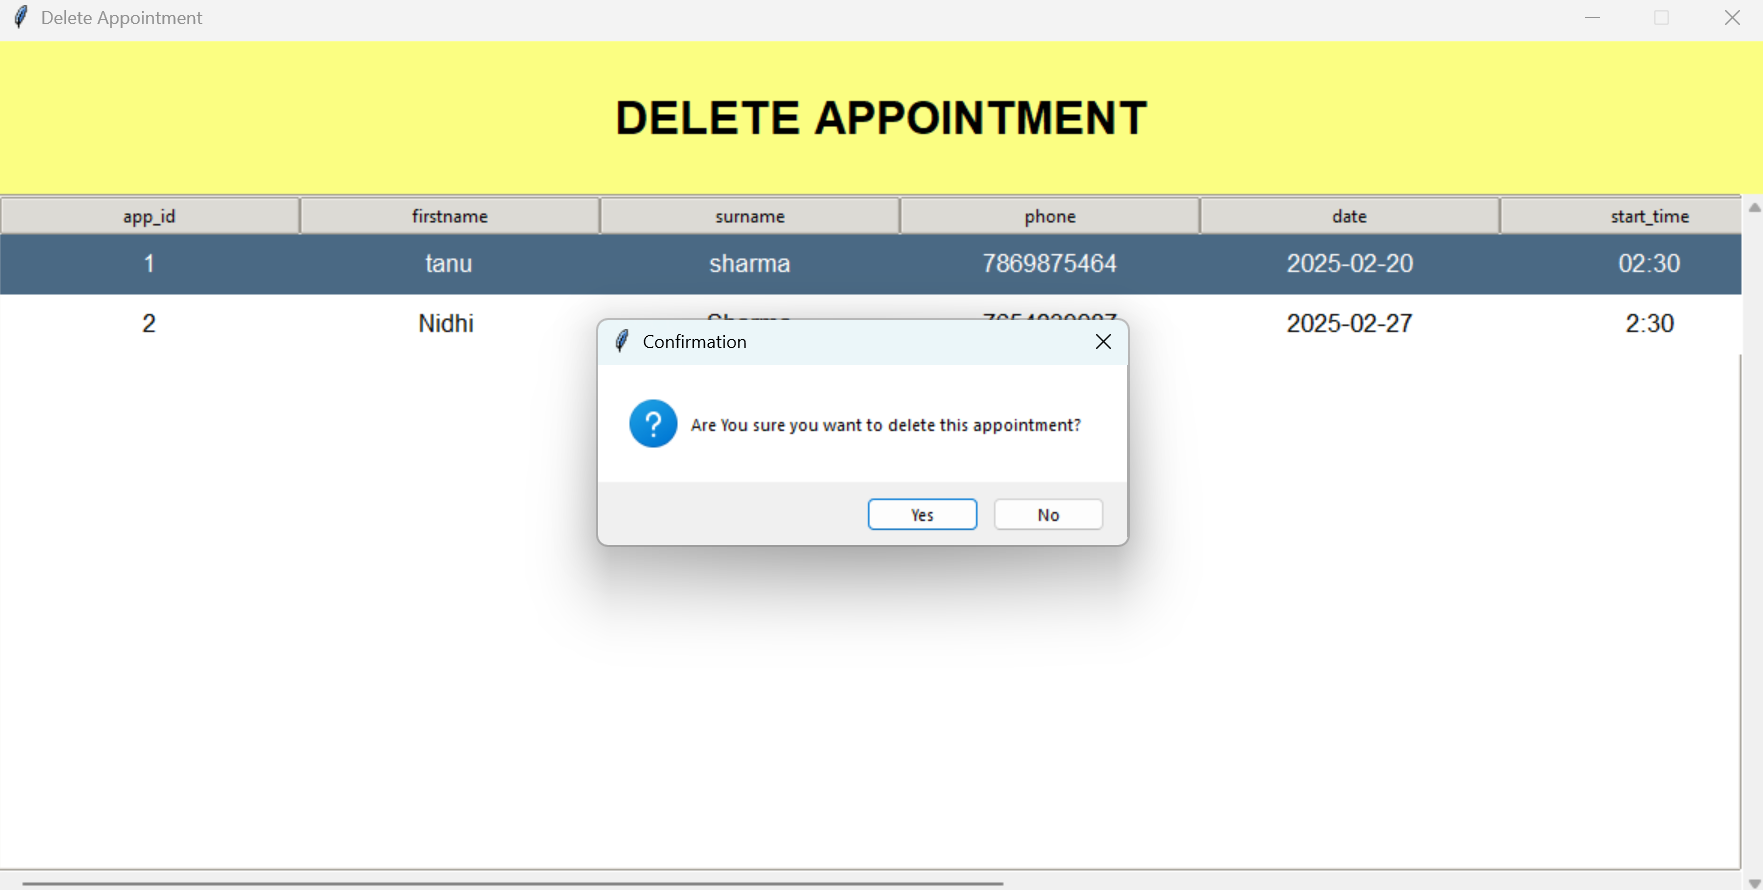 Delete Appointment
DELETE APPOINTMENT
app_id firstname surname phone date start_time
1 tanu sharma 7869875464 2025-02-20 02:30
2 Nidhi 2025-02-27 2:30
Confirmation
Are You sure you want to delete this appointment?
Yes No